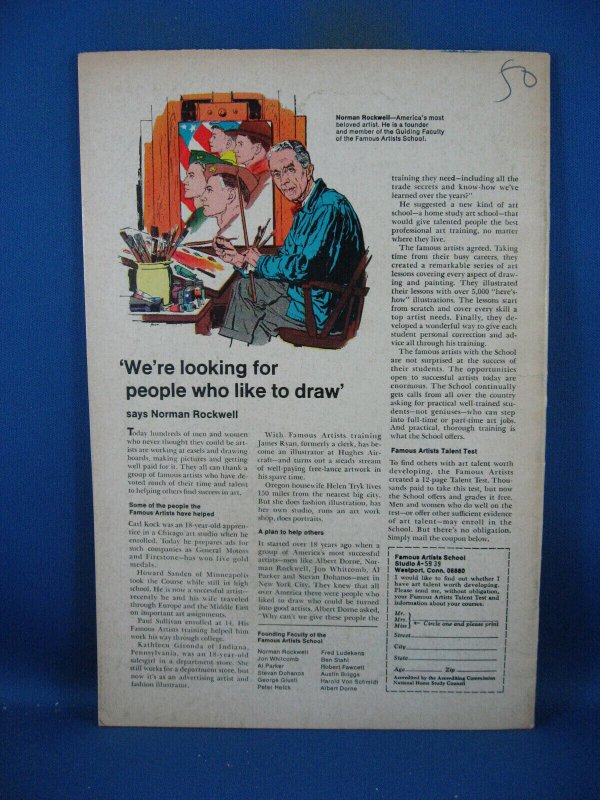 50
Norman Rockwell—America's most
beloved artist. He is a founder
and member of the Guiding Faculty
of the Famous Artists School.
'We're looking for
people who like to draw'
says Norman Rockwell
Today hundreds of men and women
who never thought they could be art-
ists are working at easels and drawing
boards, making pictures and getting
well paid for it. They all can thank a
group of famous artists who have de-
voted much of their time and talent
to helping others find success in art.
Some of the people the
Famous Artists have helped
Carl Kock was an 18-year-old appren-
tice in a Chicago art studio when he
enrolled. Today he prepares ads for
such companies as General Motors
and Firestone—has won five gold
medals.
Howard Sanden of Minneapolis
took the Course while still in high
school. He is now a successful artist—
recently he and his wife traveled
through Europe and the Middle East
on important art assignments.
Paul Sullivan enrolled at 14. His
Famous Artists training helped him
work his way through college.
Kathleen Gironda of Indiana,
Pennsylvania, was an 18-year-old
salesgirl in a department store. She
still works for a department store, but
now it's as an advertising artist and
fashion illustrator.
With Famous Artists training
James Ryan, formerly a clerk, has be-
come an illustrator at Hughes Air-
craft—and turns out a steady stream
of well-paying free-lance artwork in
his spare time.
Oregon housewife Helen Tryk lives
150 miles from the nearest big city.
But she does fashion illustration, has
her own studio, runs an art work
shop, does portraits.
A plan to help others
It started over 18 years ago when a
group of America's most successful
artists—men like Albert Dorne, Nor-
man Rockwell, Jon Whitcomb, Al
Parker and Stevan Dohanos—met in
New York City. They knew that all
over America there were people who
liked to draw who could be turned
into good artists. Albert Dorne asked,
"Why can't we give these people the
Founding Faculty of the
Famous Artists School
Norman Rockwell
Jon Whitcomb
Al Parker
Stevan Dohanos
George Giusti
Peter Helck
Fred Ludekens
Ben Stahl
Robert Fawcett
Austin Briggs
Harold Von Schmidt
Albert Dorne
training they need—including all the
trade secrets and know-how we've
learned over the years?"
He suggested a new kind of art
school—a home study art school—that
would give talented people the best
professional art training, no matter
where they live.
The famous artists agreed. Taking
time from their busy careers, they
created a remarkable series of art
lessons covering every aspect of draw-
ing and painting. They illustrated
their lessons with over 5,000 "here's-
how" illustrations. The lessons start
from scratch and cover every skill a
top artist needs. Finally, they de-
veloped a wonderful way to give each
student personal correction and ad-
vice all through his training.
The famous artists with the School
are not surprised at the success of
their students. The opportunities
open to successful artists today are
enormous. The School continually
gets calls from all over the country
asking for practical well-trained stu-
dents—not geniuses—who can step
into full-time or part-time art jobs.
And practical, thorough training is
what the School offers.
Famous Artists Talent Test
To find others with art talent worth
developing, the Famous Artists
created a 12-page Talent Test. Thou-
sands paid to take this test, but now
the School offers and grades it free.
Men and women who do well on the
test—or offer other sufficient evidence
of art talent—may enroll in the
School. But there's no obligation.
Simply mail the coupon below.
Famous Artists School
Studio A-5939
Westport, Conn. 06880
I would like to find out whether I
have art talent worth developing.
Please send me, without obligation,
your Famous Artists Talent Test and
information about your courses.
Mr.
Mrs. ← Circle one and please print
Miss
Street
City
State
Age Zip
Accredited by the Accrediting Commission
National Home Study Council